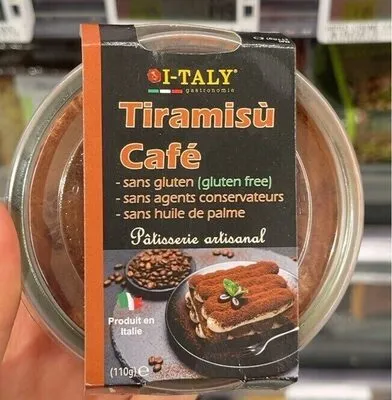 I-TALY
gastronomie
Tiramisù
Café
- sans gluten (gluten free)
- sans agents conservateurs
- sans huile de palme
Pâtisserie artisanal
Produit en
Italie
(110g) ℮